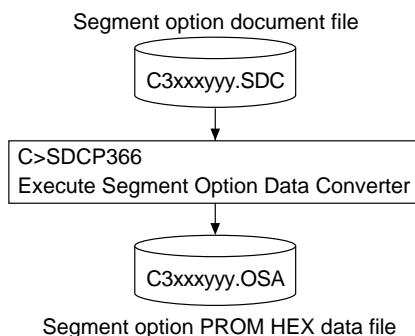 Segment option document file
C3xxxyyy.SDC
C>SDCP366
Execute Segment Option Data Converter
C3xxxyyy.OSA
Segment option PROM HEX data file